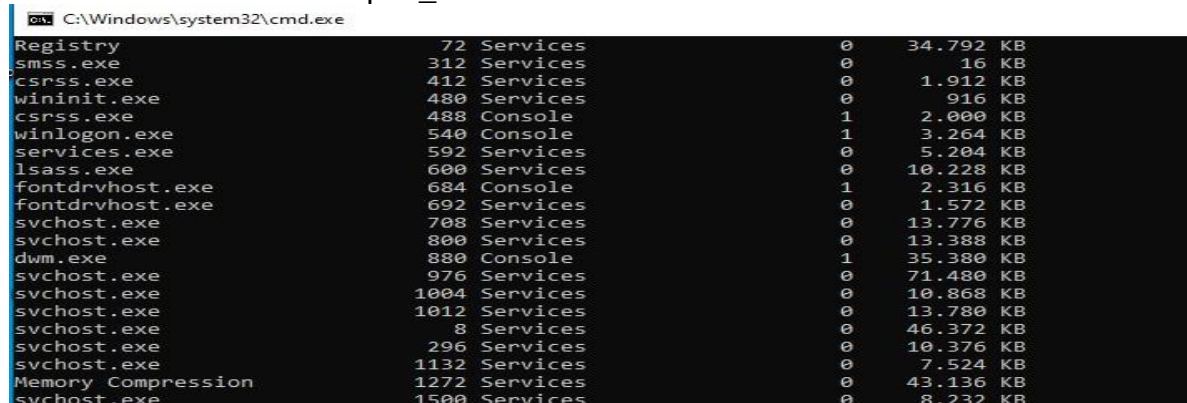 C:\Windows\system32\cmd.exe
Registry 72 Services 0 34.792 KB
smss.exe 312 Services 0 16 KB
csrss.exe 412 Services 0 1.912 KB
wininit.exe 480 Services 0 916 KB
csrss.exe 488 Console 1 2.000 KB
winlogon.exe 540 Console 1 3.264 KB
services.exe 592 Services 0 5.204 KB
lsass.exe 600 Services 0 10.228 KB
fontdrvhost.exe 684 Console 1 2.316 KB
fontdrvhost.exe 692 Services 0 1.572 KB
svchost.exe 708 Services 0 13.776 KB
svchost.exe 800 Services 0 13.388 KB
dwm.exe 880 Console 1 35.380 KB
svchost.exe 976 Services 0 71.480 KB
svchost.exe 1004 Services 0 10.868 KB
svchost.exe 1012 Services 0 13.780 KB
svchost.exe 8 Services 0 46.372 KB
svchost.exe 296 Services 0 10.376 KB
svchost.exe 1132 Services 0 7.524 KB
Memory Compression 1272 Services 0 43.136 KB
svchost.exe 1500 Services 0 8.232 KB